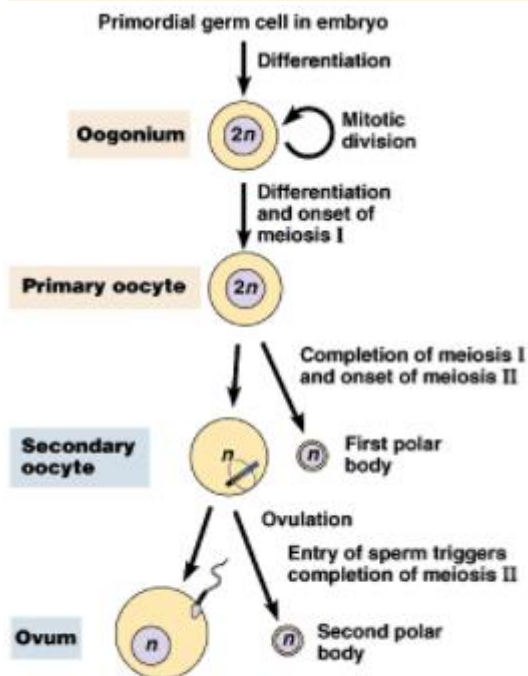 Primordial germ cell in embryo
Differentiation
Oogonium
2n
Mitotic
division
Differentiation
and onset of
meiosis I
Primary oocyte
2n
Completion of meiosis I
and onset of meiosis II
Secondary
oocyte
n
n
First polar
body
Ovulation
Entry of sperm triggers
completion of meiosis II
Ovum
n
n
Second polar
body